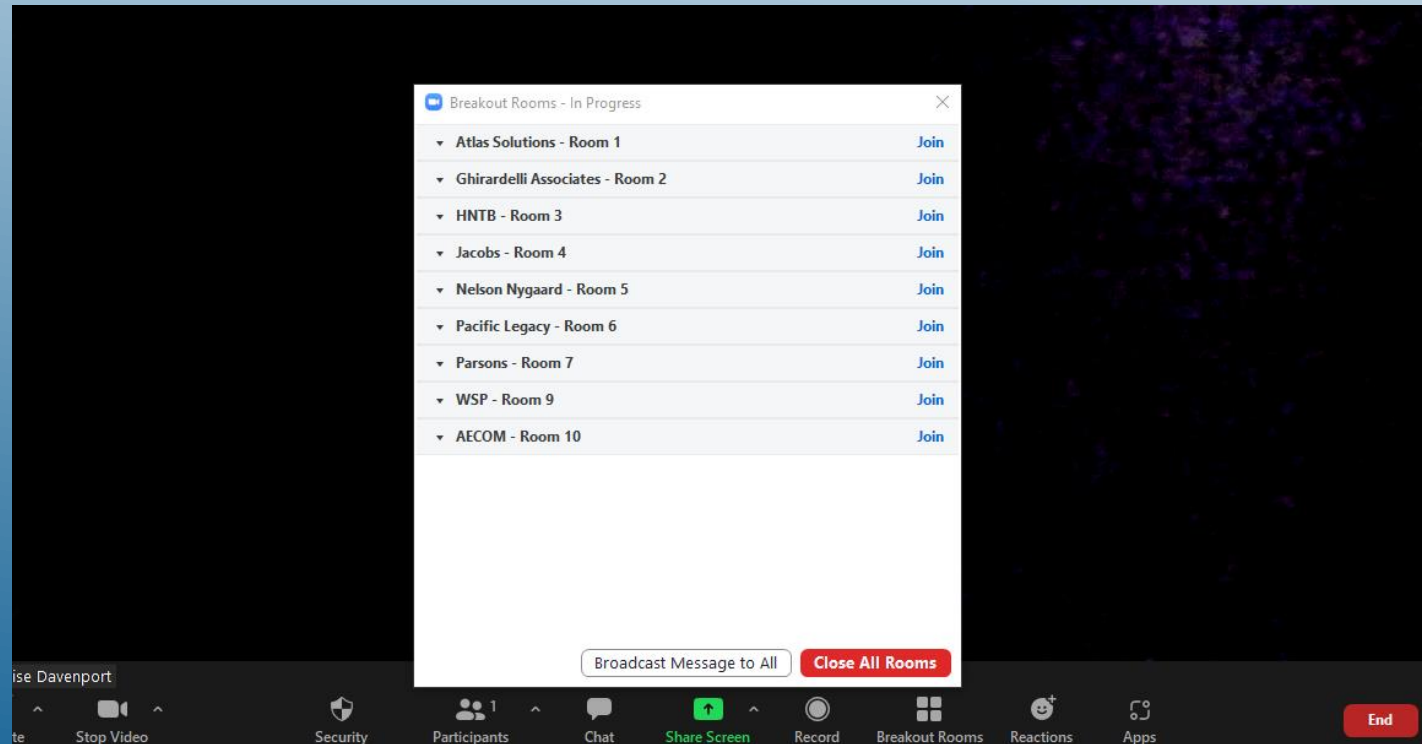 Breakout Rooms - In Progress
Atlas Solutions - Room 1 Join
Ghirardelli Associates - Room 2 Join
HNTB - Room 3 Join
Jacobs - Room 4 Join
Nelson Nygaard - Room 5 Join
Pacific Legacy - Room 6 Join
Parsons - Room 7 Join
WSP - Room 9 Join
AECOM - Room 10 Join
Broadcast Message to All Close All Rooms
ise Davenport
1
te Stop Video Security Participants Chat Share Screen Record Breakout Rooms Reactions Apps End